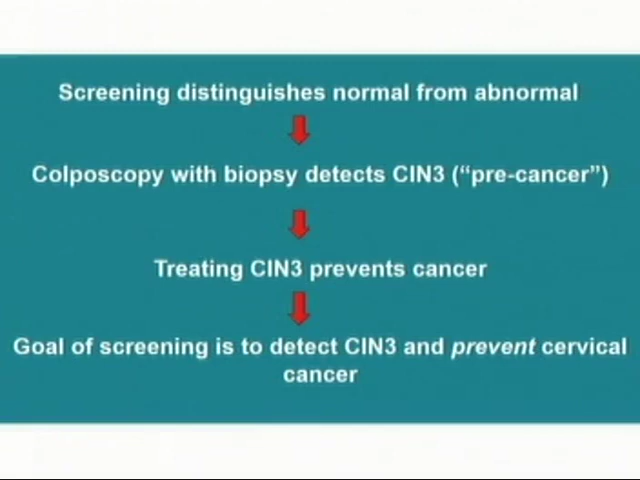 Screening distinguishes normal from abnormal
Colposcopy with biopsy detects CIN3 (“pre-cancer”)
Treating CIN3 prevents cancer
Goal of screening is to detect CIN3 and prevent cervical
cancer